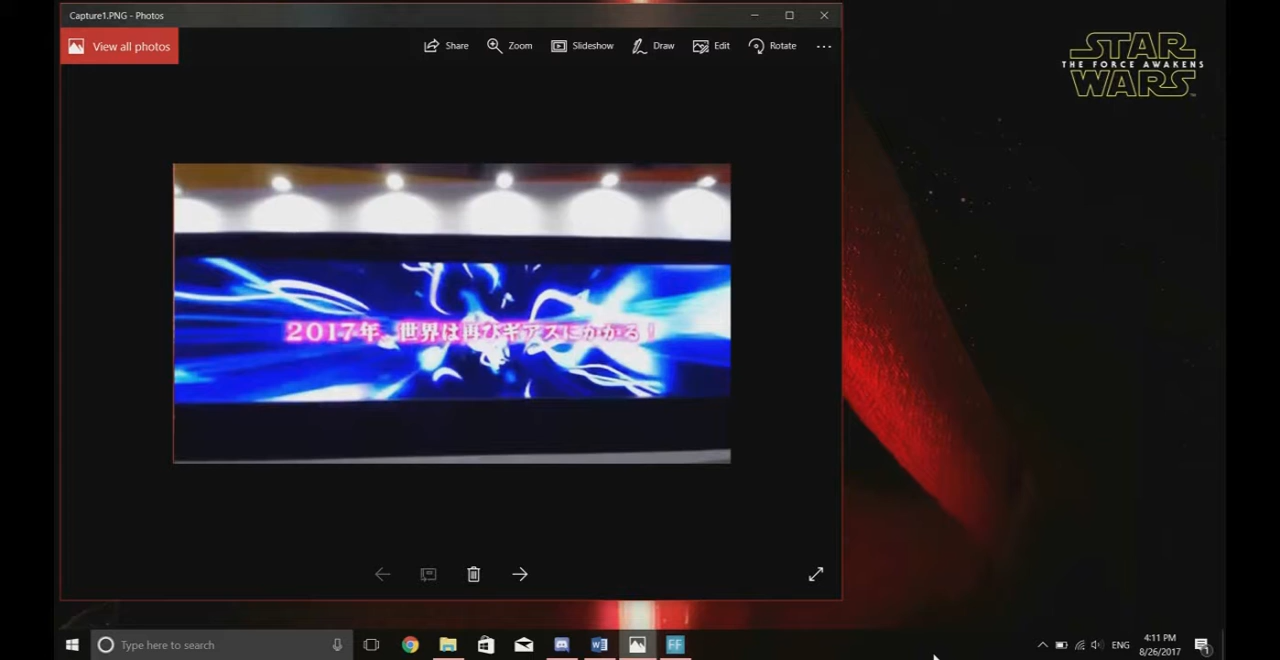 Capture1.PNG - Photos
View all photos
Share
Zoom
Slideshow
Draw
Edit
Rotate
STAR
THE FORCE AWAKENS
WARS
2017年、世界は再びギアスにかかる！
Type here to search
FF
ENG
4:11 PM
8/26/2017
1